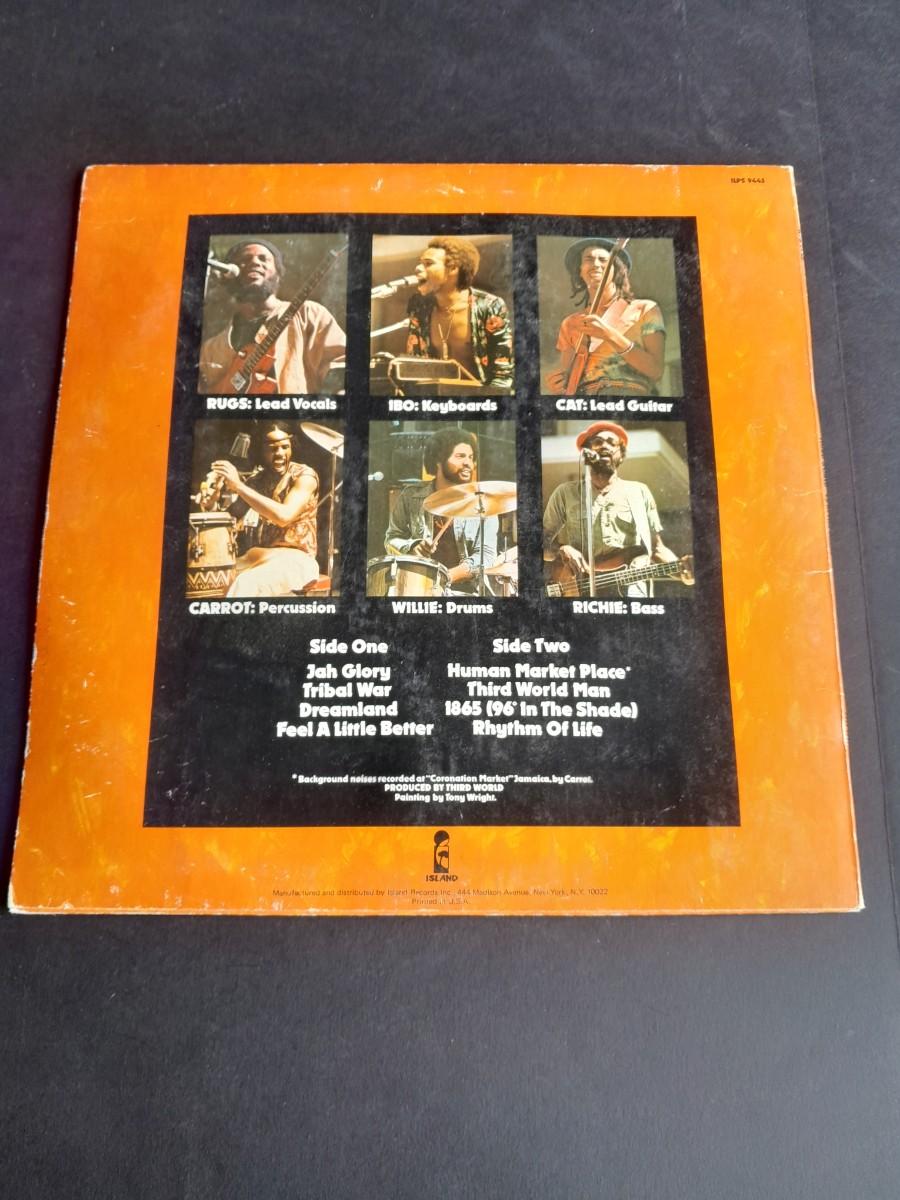 ILPS 9443
RUGS: Lead Vocals
IBO: Keyboards
CAT: Lead Guitar
CARROT: Percussion
WILLIE: Drums
RICHIE: Bass
Side One
Jah Glory
Tribal War
Dreamland
Feel A Little Better
Side Two
Human Market Place*
Third World Man
1865 (96° In The Shade)
Rhythm Of Life
*Background noises recorded at "Coronation Market" Jamaica, by Carrot.
PRODUCED BY THIRD WORLD
Painting by Tony Wright.
ISLAND
Manufactured and distributed by Island Records Inc., 444 Madison Avenue, New York, N.Y. 10022
Printed in U.S.A.